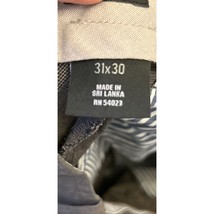 31x30
MADE IN
SRI LANKA
RN 54023